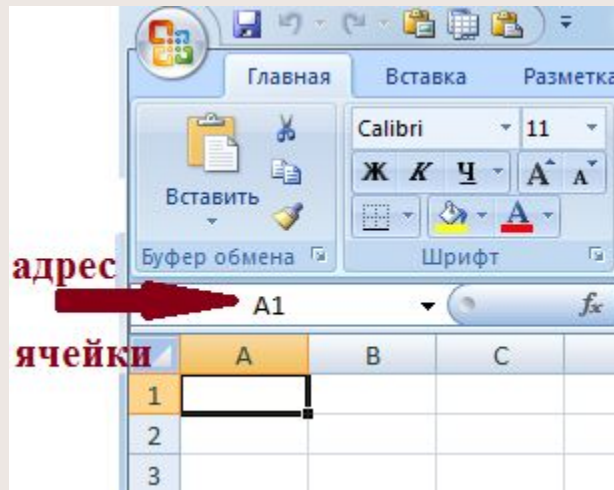 Главная Вставка Разметка
Calibri 11
Ж К Ч А А
Вставить
А
Буфер обмена Шрифт
адрес
A1 fx
ячейки
A B C
1
2
3